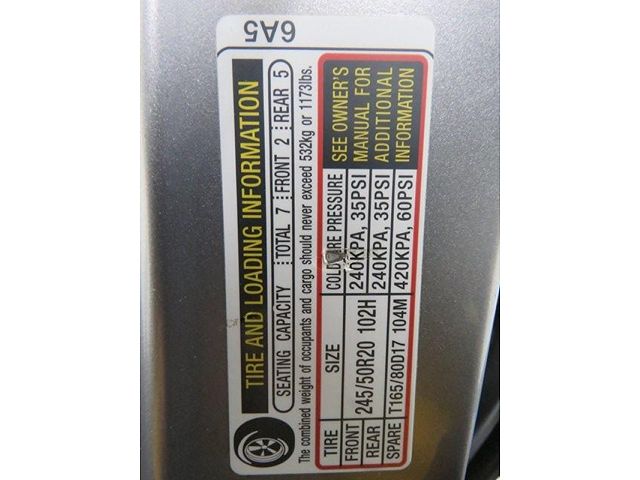 6A5
TIRE AND LOADING INFORMATION
SEATING CAPACITY TOTAL 7 FRONT 2 REAR 5
The combined weight of occupants and cargo should never exceed 532kg or 1173lbs.
TIRE SIZE COLD TIRE PRESSURE
FRONT 245/50R20 102H 240KPA, 35PSI
REAR 240KPA, 35PSI
SPARE T165/80D17 104M 420KPA, 60PSI
SEE OWNER'S
MANUAL FOR
ADDITIONAL
INFORMATION